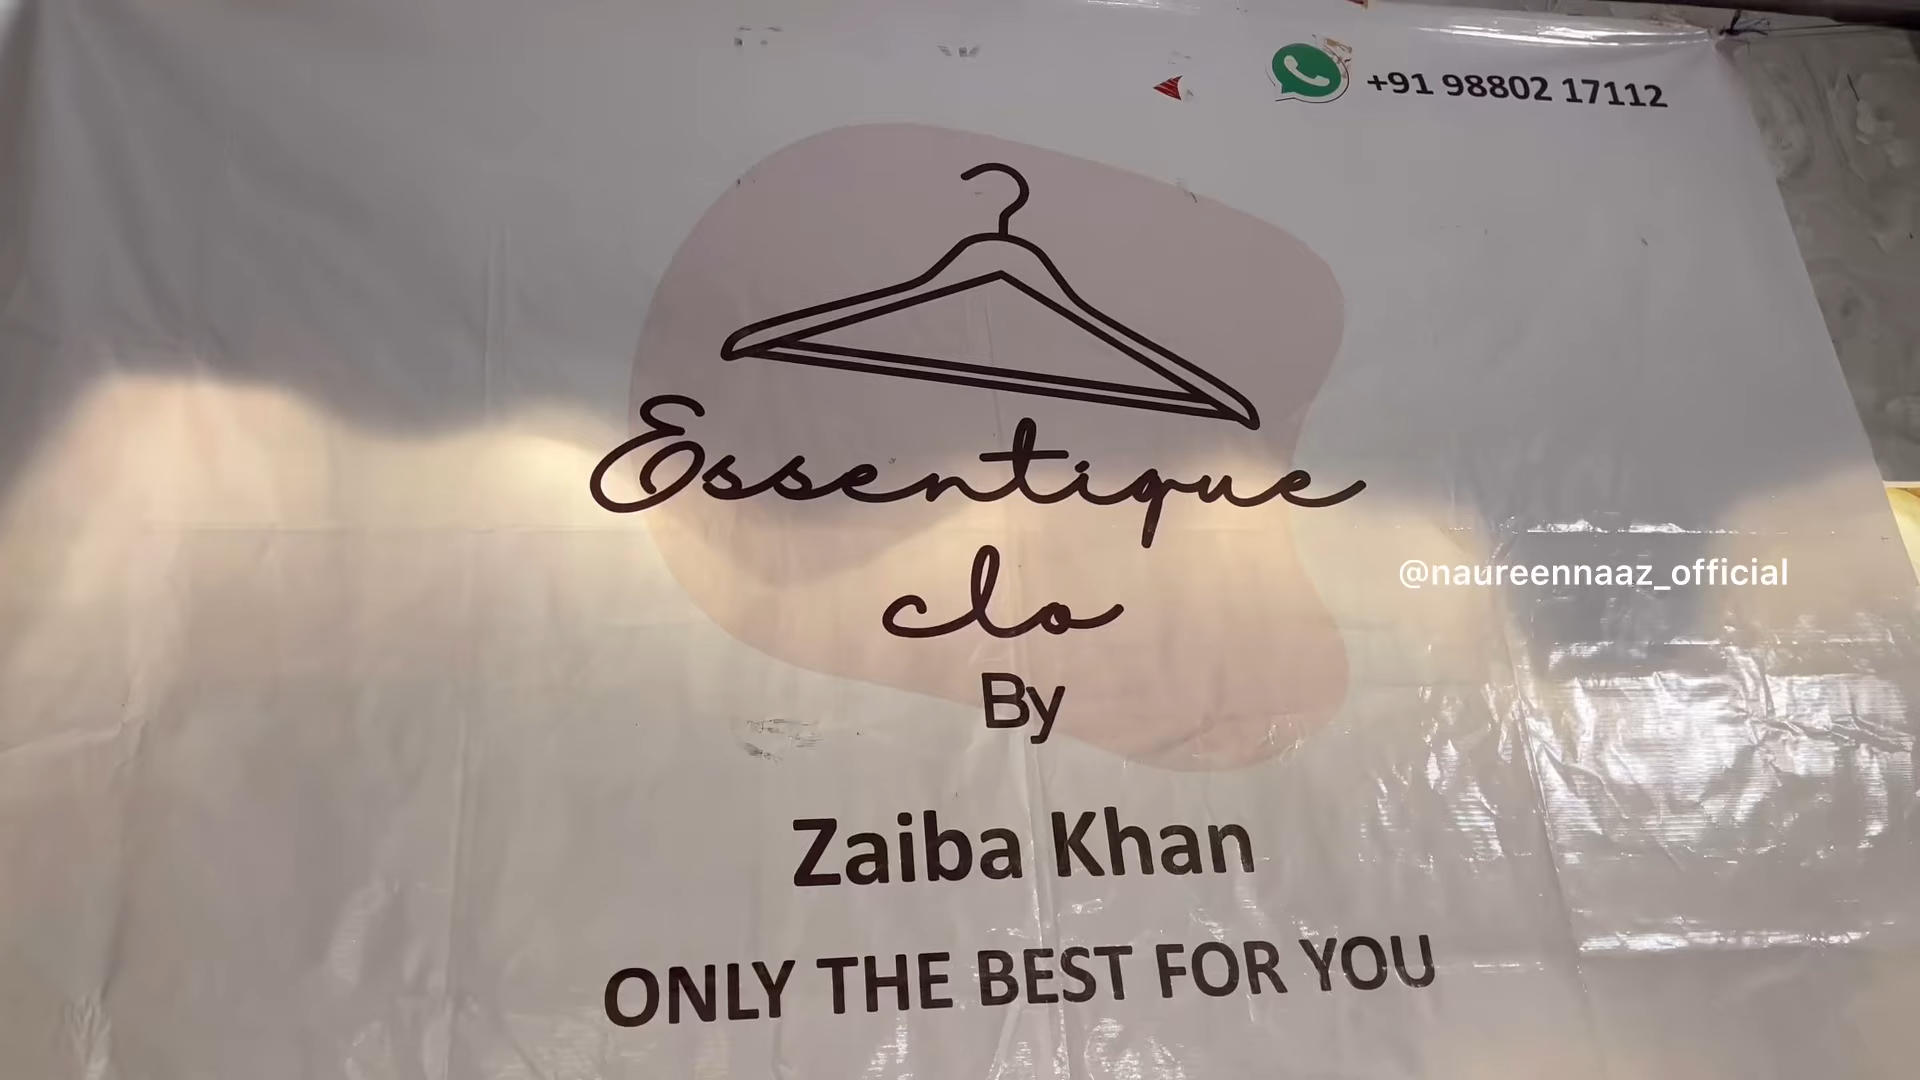 +91 98802 17112
Essentique
clo
@naureennaaz_official
By
Zaiba Khan
ONLY THE BEST FOR YOU